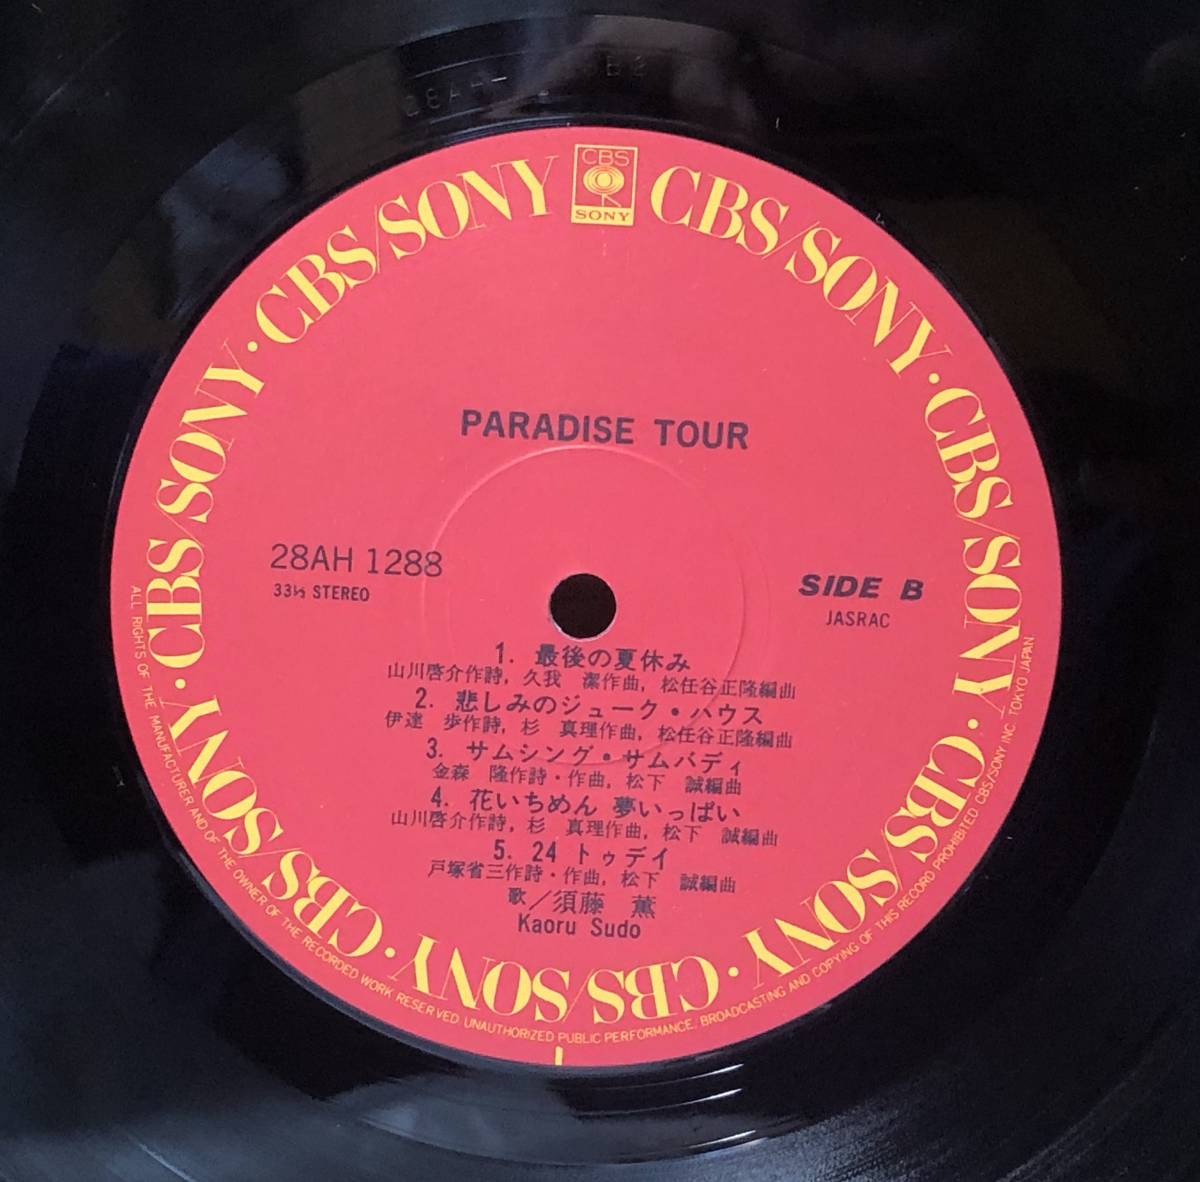 CBS
SONY
CBS/SONY · CBS/SONY · CBS/SONY · CBS/SONY · CBS/SONY · CBS/SONY · CBS/SONY · CBS/SONY
PARADISE TOUR
28AH 1288
33⅓ STEREO
SIDE B
JASRAC
1. 最後の夏休み
山川啓介作詩, 久我 潔作曲, 松任谷正隆編曲
2. 悲しみのジューク・ハウス
伊達 歩作詩, 杉 真理作曲, 松任谷正隆編曲
3. サムシング・サムバディ
金森 隆作詩・作曲, 松下 誠編曲
4. 花いちめん 夢いっぱい
山川啓介作詩, 杉 真理作曲, 松下 誠編曲
5. 24 トゥデイ
戸塚省三作詩・作曲, 松下 誠編曲
歌／須藤 薫
Kaoru Sudo
ALL RIGHTS OF THE MANUFACTURER AND OF THE OWNER OF THE RECORDED WORK RESERVED UNAUTHORIZED PUBLIC PERFORMANCE, BROADCASTING AND COPYING OF THIS RECORD PROHIBITED CBS/SONY INC. TOKYO JAPAN.